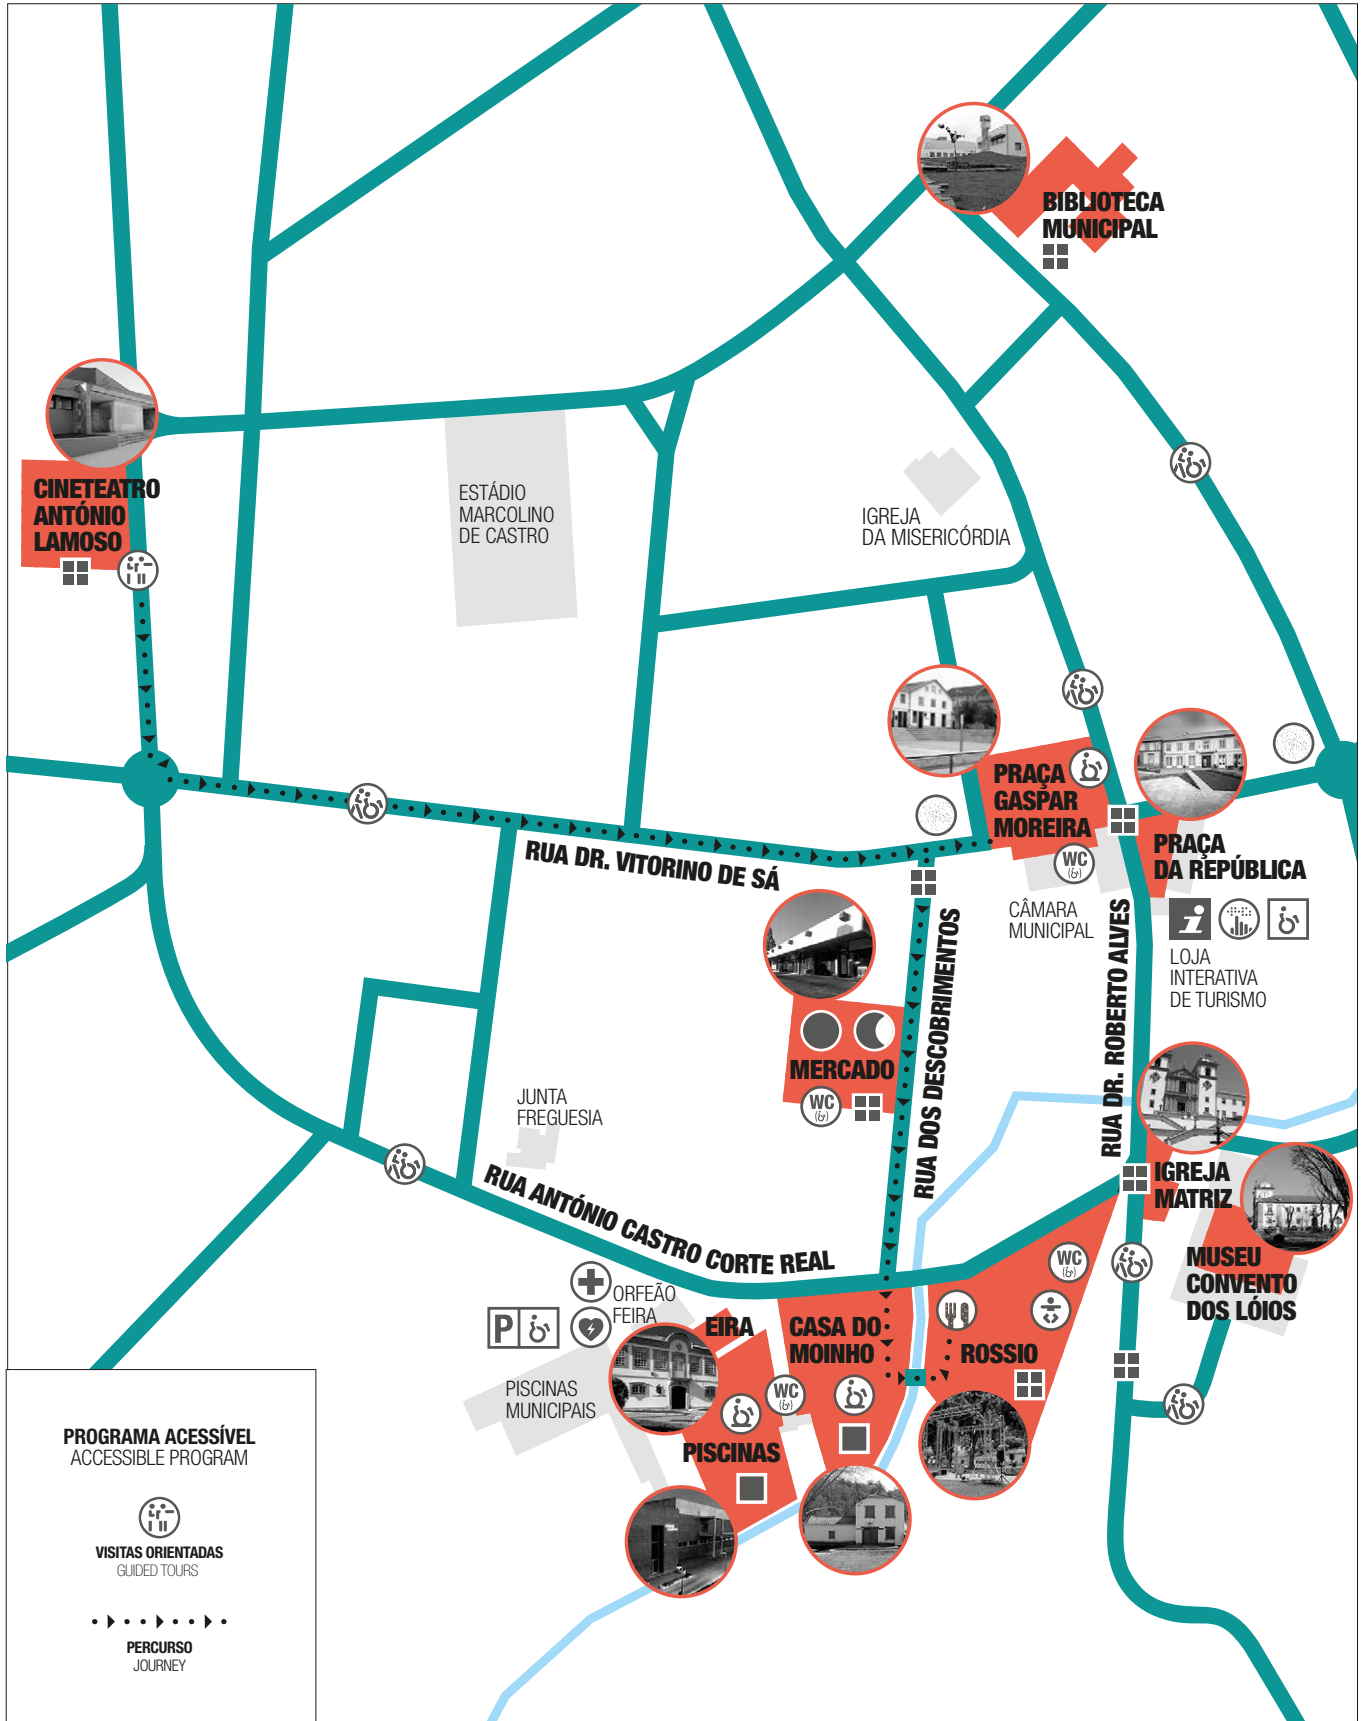 BIBLIOTECA
MUNICIPAL
CINETEATRO
ANTÓNIO
LAMOSO
ESTÁDIO
MARCOLINO
DE CASTRO
IGREJA
DA MISERICÓRDIA
PRAÇA
GASPAR
MOREIRA
WC
PRAÇA
DA REPÚBLICA
RUA DR. VITORINO DE SÁ
CÂMARA
MUNICIPAL
i
LOJA
INTERATIVA
DE TURISMO
RUA DOS DESCOBRIMENTOS
RUA DR. ROBERTO ALVES
MERCADO
WC
JUNTA
FREGUESIA
RUA ANTÓNIO CASTRO CORTE REAL
IGREJA
MATRIZ
MUSEU
CONVENTO
DOS LÓIOS
WC
ORFEÃO
FEIRA
P
EIRA
CASA DO
MOINHO
ROSSIO
PISCINAS
MUNICIPAIS
WC
PISCINAS
PROGRAMA ACESSÍVEL
ACCESSIBLE PROGRAM
VISITAS ORIENTADAS
GUIDED TOURS
PERCURSO
JOURNEY